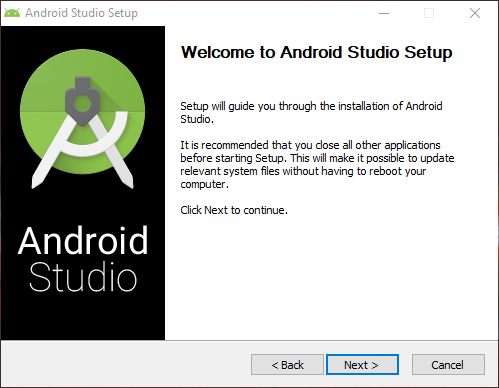 Android Studio Setup
Welcome to Android Studio Setup
Setup will guide you through the installation of Android
Studio.
It is recommended that you close all other applications
before starting Setup. This will make it possible to update
relevant system files without having to reboot your
computer.
Click Next to continue.
Android
Studio
< Back
Next >
Cancel